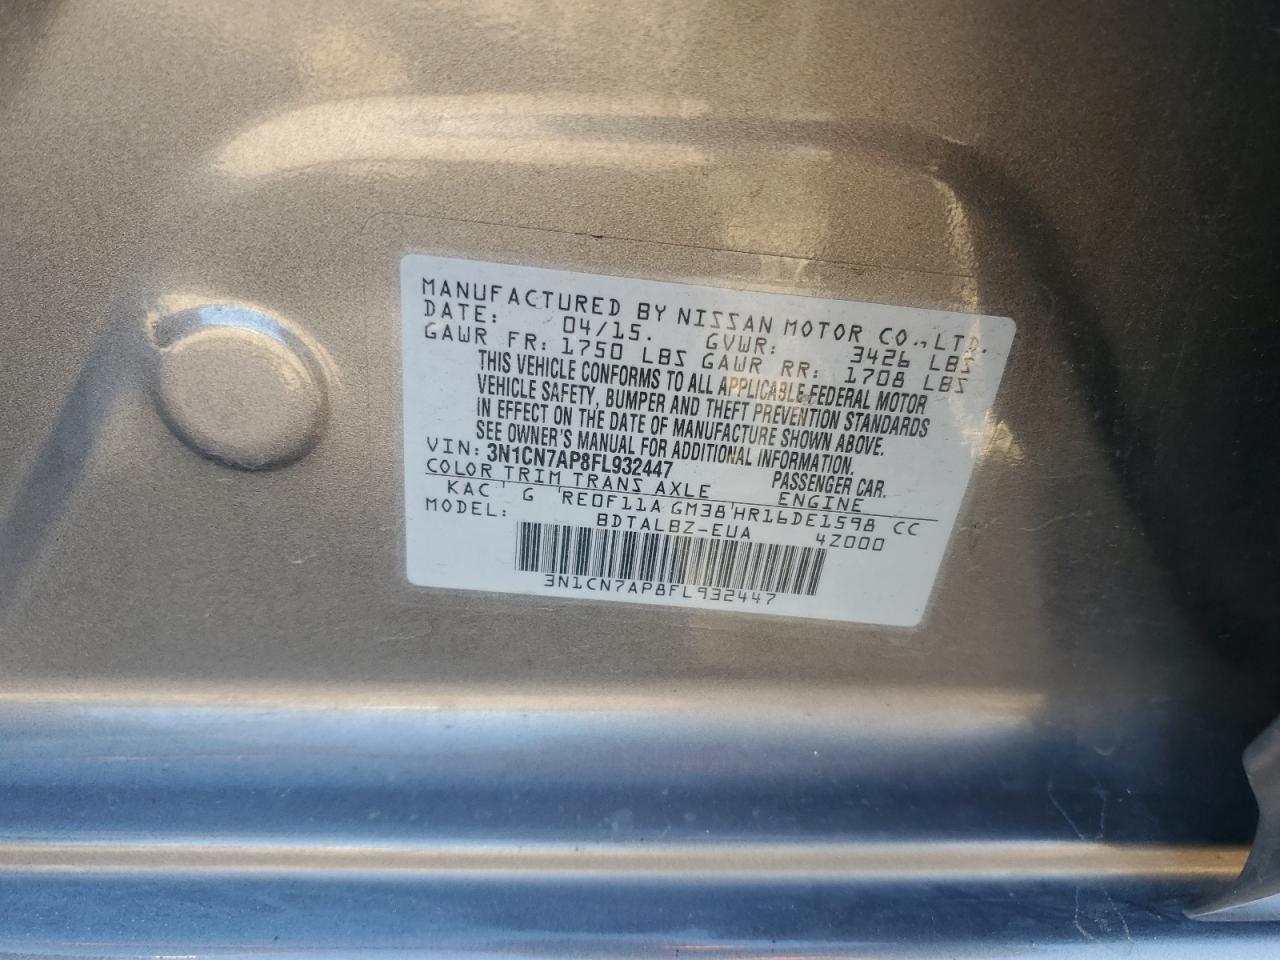 MANUFACTURED BY NISSAN MOTOR CO.,LTD.
DATE: 04/15. GVWR: 3426 LBS
GAWR FR: 1750 LBS GAWR RR: 1708 LBS
THIS VEHICLE CONFORMS TO ALL APPLICABLE FEDERAL MOTOR
VEHICLE SAFETY, BUMPER AND THEFT PREVENTION STANDARDS
IN EFFECT ON THE DATE OF MANUFACTURE SHOWN ABOVE.
SEE OWNER'S MANUAL FOR ADDITIONAL INFORMATION.
VIN: 3N1CN7AP8FL932447 PASSENGER CAR.
COLOR TRIM TRANS AXLE ENGINE
KAC G RE0F11A GM38 HR16DE1598 CC
MODEL: BDTALBZ-EUA 4Z000
3N1CN7AP8FL932447